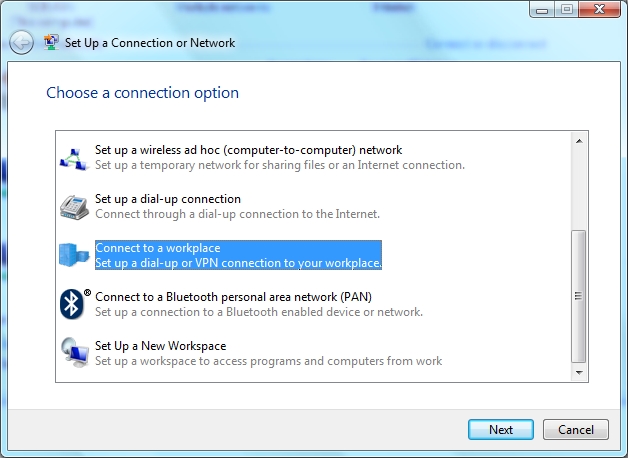 Set Up a Connection or Network
Choose a connection option
Set up a wireless ad hoc (computer-to-computer) network
Set up a temporary network for sharing files or an Internet connection.
Set up a dial-up connection
Connect through a dial-up connection to the Internet.
Connect to a workplace
Set up a dial-up or VPN connection to your workplace.
Connect to a Bluetooth personal area network (PAN)
Set up a connection to a Bluetooth enabled device or network.
Set Up a New Workspace
Set up a workspace to access programs and computers from work
Next
Cancel